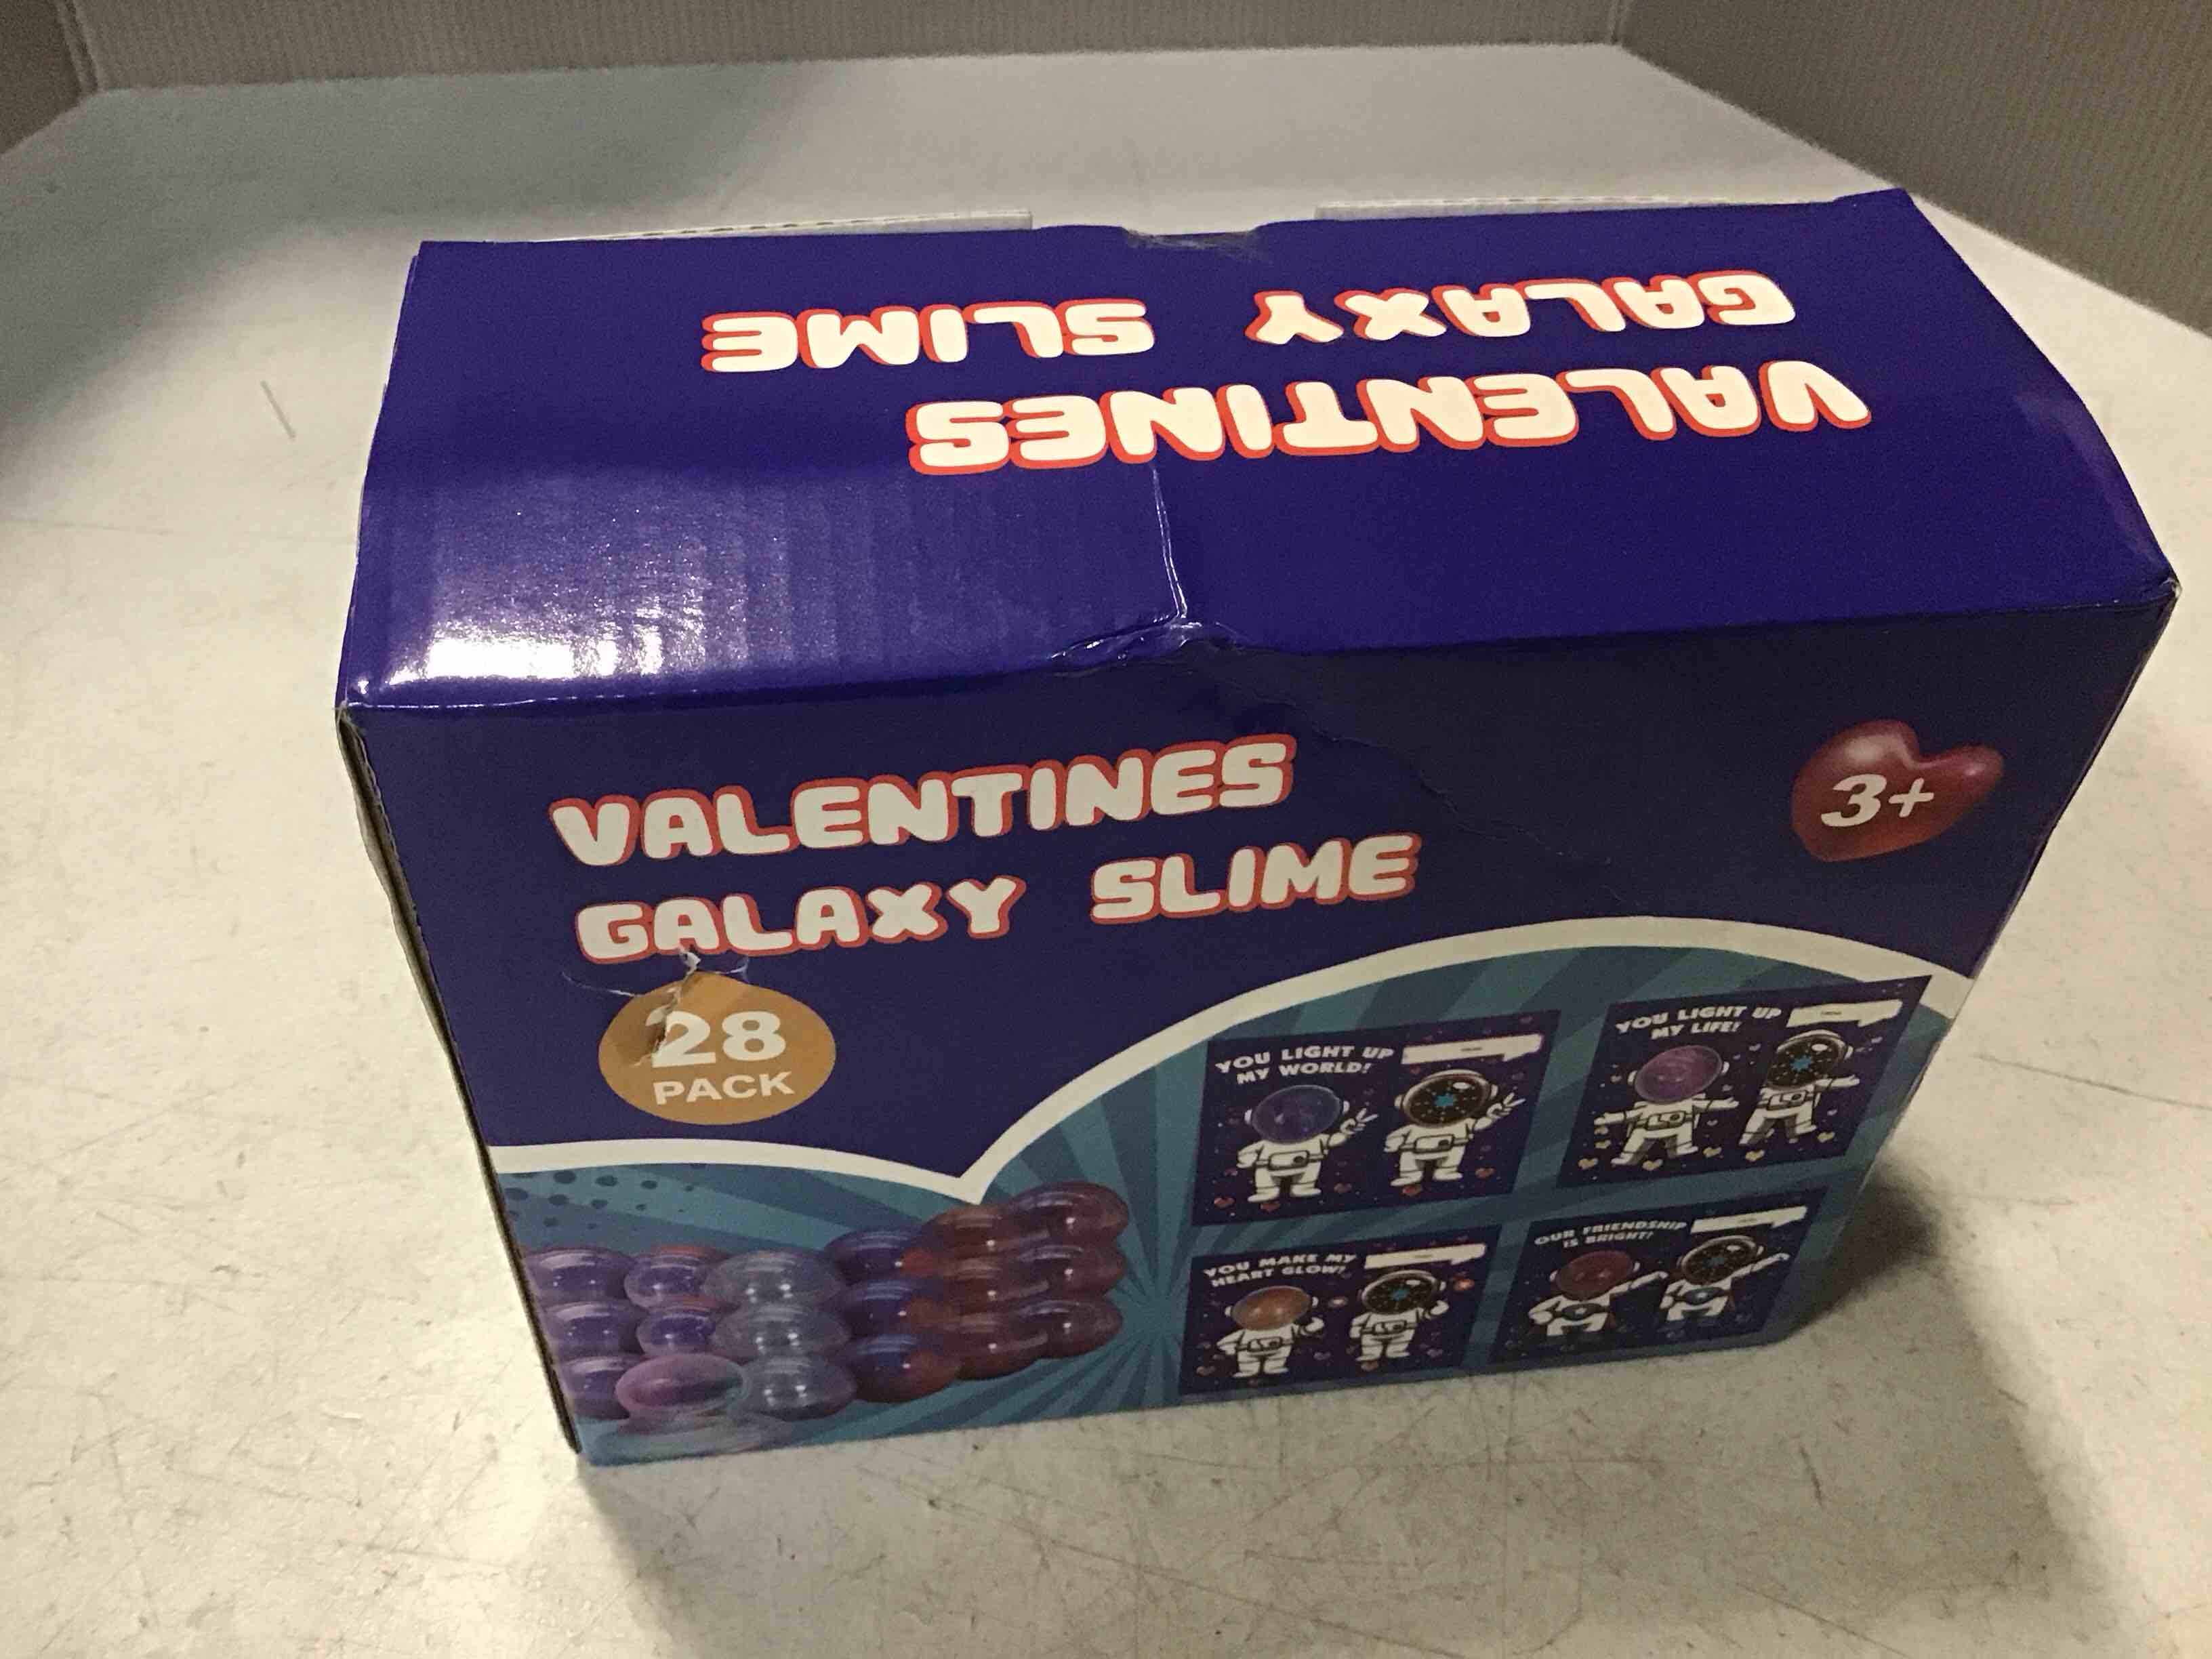 VALENTINES
GALAXY SLIME
VALENTINES
GALAXY SLIME
3+
28
PACK
YOU LIGHT UP
MY WORLD!
YOU LIGHT UP
MY LIFE!
YOU MAKE MY
HEART GLOW!
OUR FRIENDSHIP
IS BRIGHT!